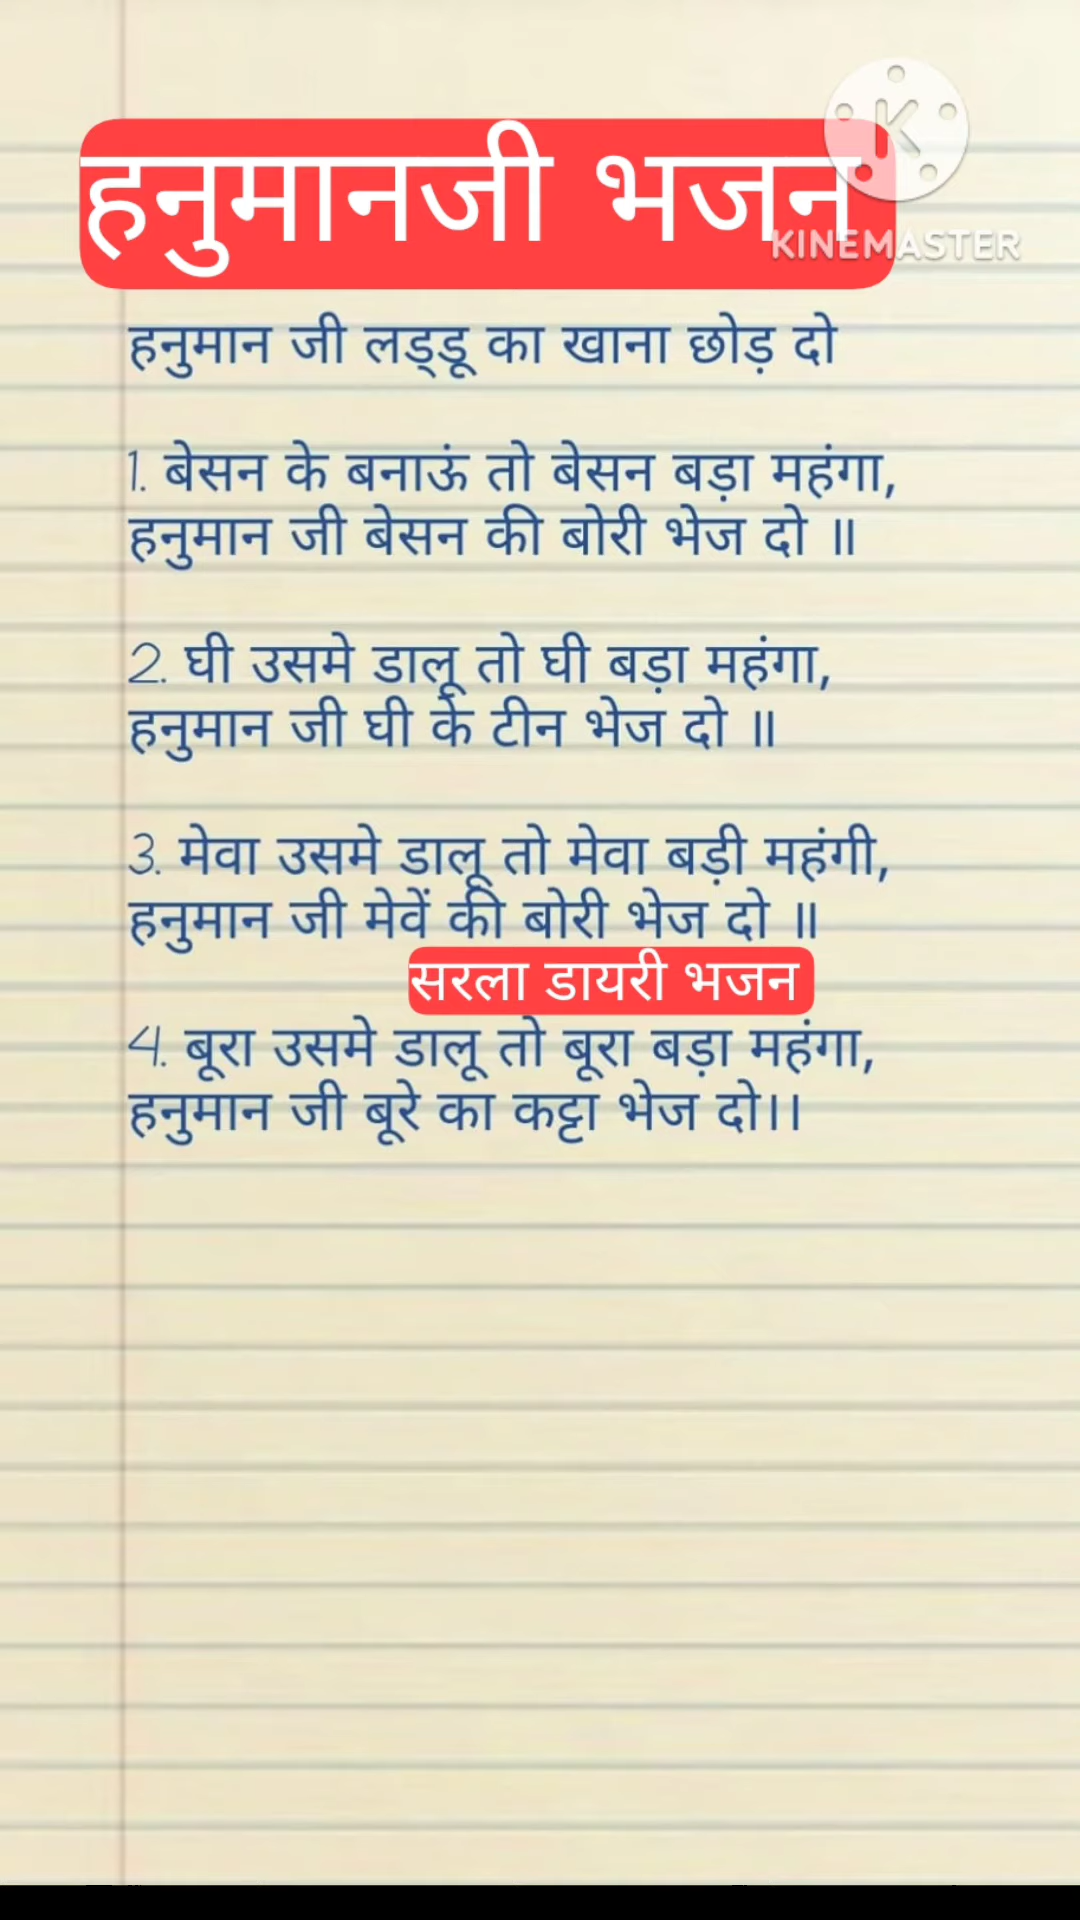 हनुमानजी भजन
KINEMASTER
हनुमान जी लड्डू का खाना छोड़ दो
1. बेसन के बनाऊं तो बेसन बड़ा महंगा,
हनुमान जी बेसन की बोरी भेज दो ॥
2. घी उसमे डालू तो घी बड़ा महंगा,
हनुमान जी घी के टीन भेज दो ॥
3. मेवा उसमे डालू तो मेवा बड़ी महंगी,
हनुमान जी मेवें की बोरी भेज दो ॥
सरला डायरी भजन
4. बूरा उसमे डालू तो बूरा बड़ा महंगा,
हनुमान जी बूरे का कट्टा भेज दो।।